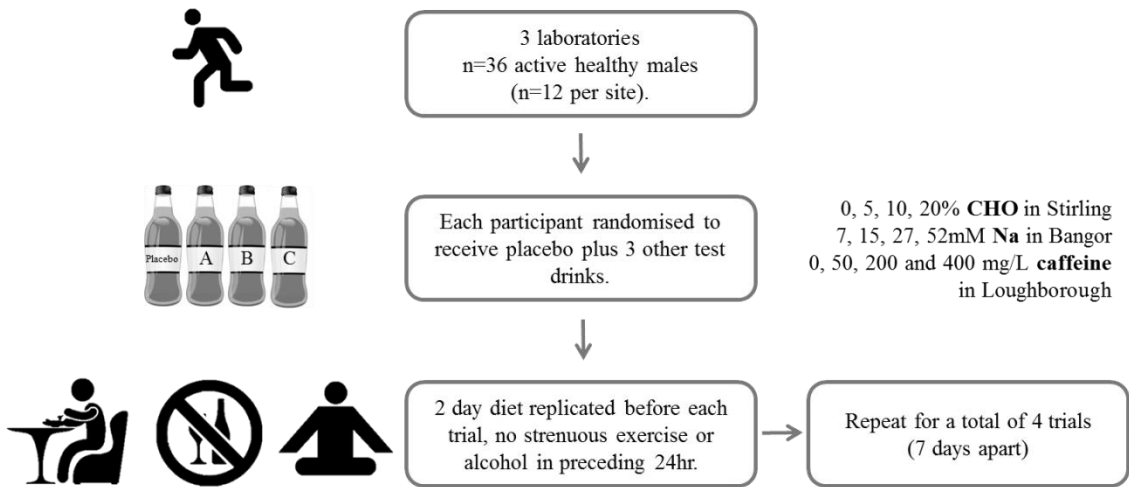 3 laboratories
n=36 active healthy males
(n=12 per site).
Placebo
A
B
C
Each participant randomised to
receive placebo plus 3 other test
drinks.
0, 5, 10, 20% CHO in Stirling
7, 15, 27, 52mM Na in Bangor
0, 50, 200 and 400 mg/L caffeine
in Loughborough
2 day diet replicated before each
trial, no strenuous exercise or
alcohol in preceding 24hr.
Repeat for a total of 4 trials
(7 days apart)